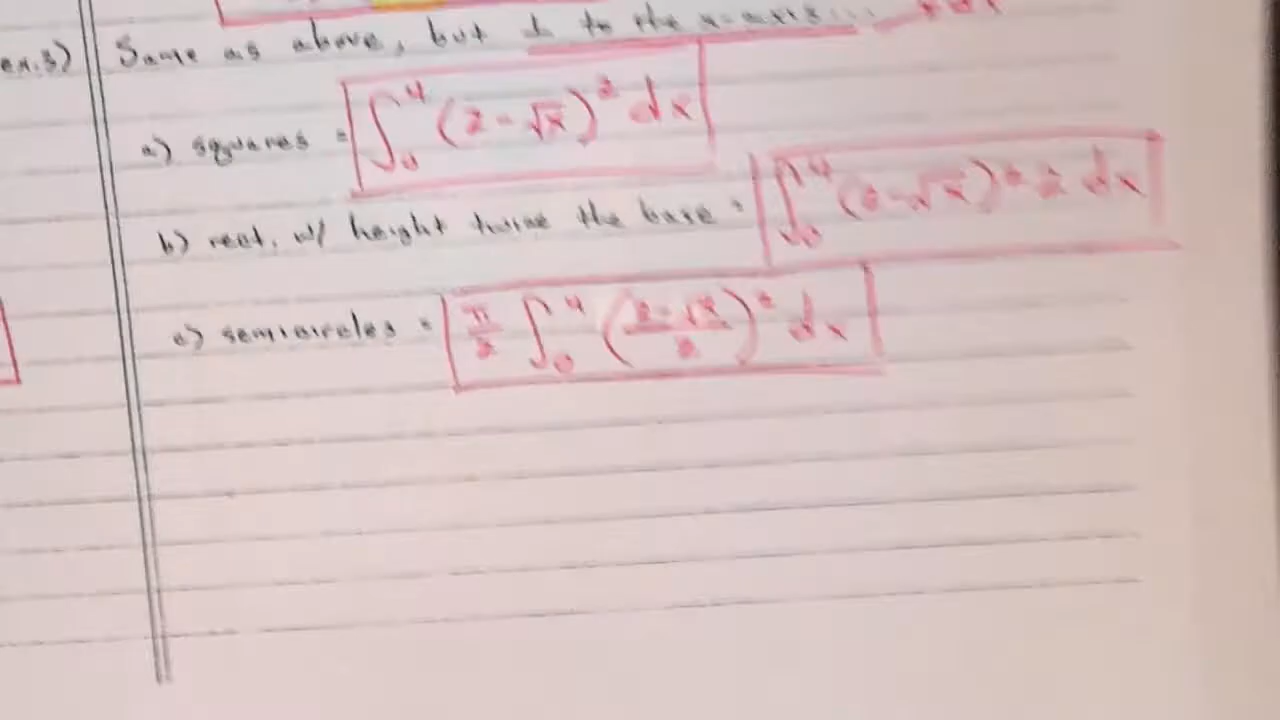 ex.3) Same as above, but ⊥ to the x-axis... * dx
a) squares = ∫₀⁴ (2-√x)² dx
b) rect. w/ height twice the base = ∫₀⁴ (2-√x)² · 2 dx
c) semicircles = π/2 ∫₀⁴ ((2-√x)/2)² dx